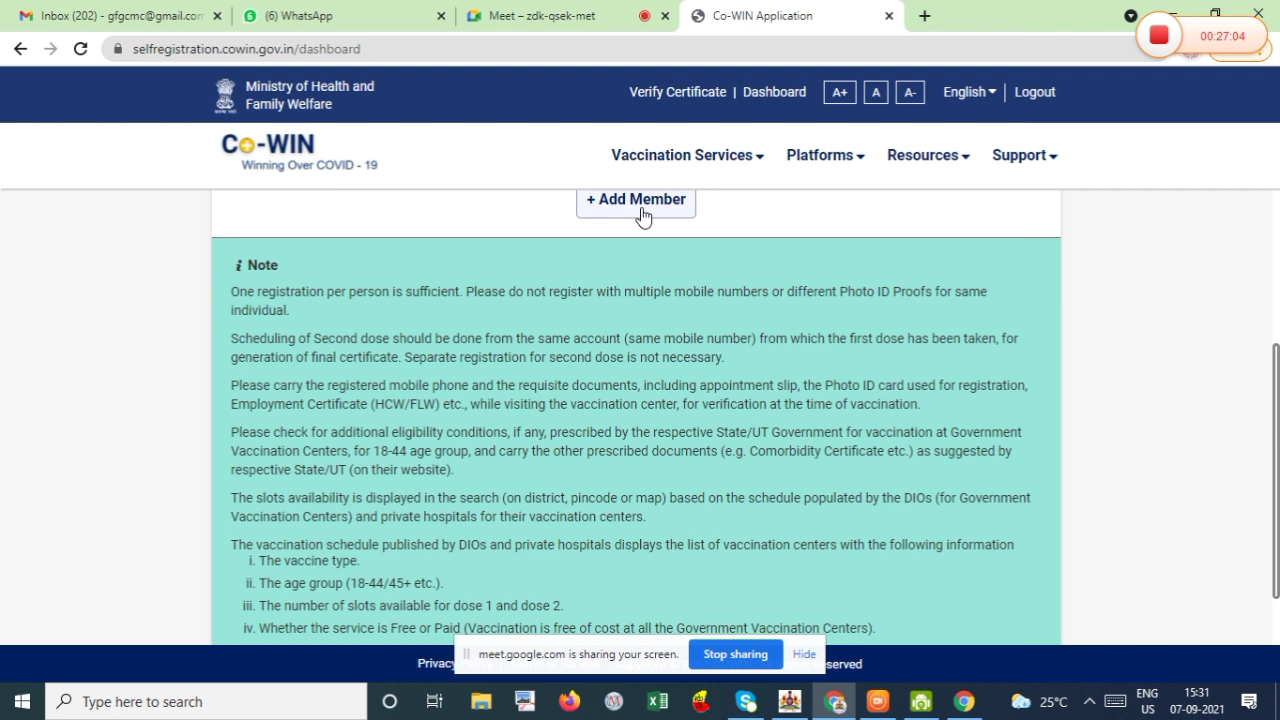 Inbox (202) - gfgcmc@gmail.com
(6) WhatsApp
Meet – zdk-qsek-met
Co-WIN Application
00:27:04
selfregistration.cowin.gov.in/dashboard
Ministry of Health and
Family Welfare
Verify Certificate | Dashboard A+ A A- English | Logout
Co-WIN
Winning Over COVID - 19
Vaccination Services Platforms Resources Support
+ Add Member
i Note
One registration per person is sufficient. Please do not register with multiple mobile numbers or different Photo ID Proofs for same
individual.
Scheduling of Second dose should be done from the same account (same mobile number) from which the first dose has been taken, for
generation of final certificate. Separate registration for second dose is not necessary.
Please carry the registered mobile phone and the requisite documents, including appointment slip, the Photo ID card used for registration,
Employment Certificate (HCW/FLW) etc., while visiting the vaccination center, for verification at the time of vaccination.
Please check for additional eligibility conditions, if any, prescribed by the respective State/UT Government for vaccination at Government
Vaccination Centers, for 18-44 age group, and carry the other prescribed documents (e.g. Comorbidity Certificate etc.) as suggested by
respective State/UT (on their website).
The slots availability is displayed in the search (on district, pincode or map) based on the schedule populated by the DIOs (for Government
Vaccination Centers) and private hospitals for their vaccination centers.
The vaccination schedule published by DIOs and private hospitals displays the list of vaccination centers with the following information
i. The vaccine type.
ii. The age group (18-44/45+ etc.).
iii. The number of slots available for dose 1 and dose 2.
iv. Whether the service is Free or Paid (Vaccination is free of cost at all the Government Vaccination Centers).
meet.google.com is sharing your screen. Stop sharing Hide
Type here to search
25°C
ENG
US
15:31
07-09-2021